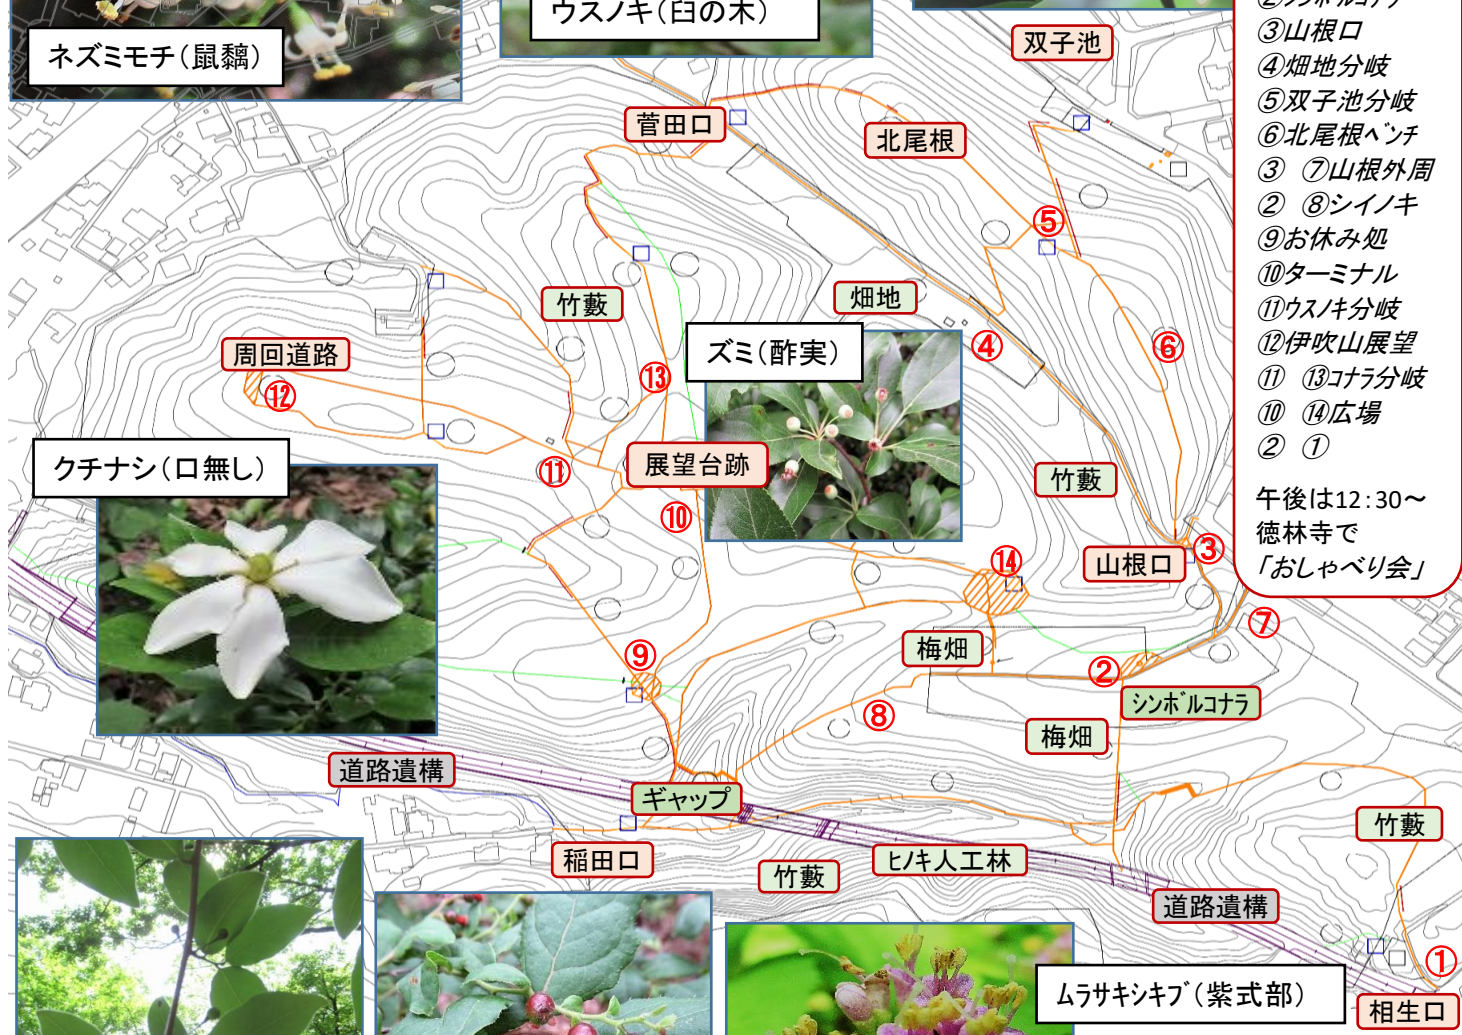 ウスノキ(臼の木)
ネズミモチ(鼠黐)
双子池
②シンボルコナラ
③山根口
④畑地分岐
⑤双子池分岐
⑥北尾根ベンチ
③ ⑦山根外周
② ⑧シイノキ
⑨お休み処
⑩ターミナル
⑪ウスノキ分岐
⑫伊吹山展望
⑪ ⑬コナラ分岐
⑩ ⑭広場
② ①
午後は12:30~
徳林寺で
「おしゃべり会」
菅田口
北尾根
⑤
竹藪
畑地
ズミ(酢実)
④
⑥
周回道路
⑬
⑫
クチナシ(口無し)
展望台跡
⑪
竹藪
⑩
③
山根口
⑭
⑦
梅畑
⑨
②
シンボルコナラ
⑧
梅畑
道路遺構
ギャップ
竹藪
稲田口
ヒノキ人工林
竹藪
道路遺構
①
ムラサキシキブ(紫式部)
相生口